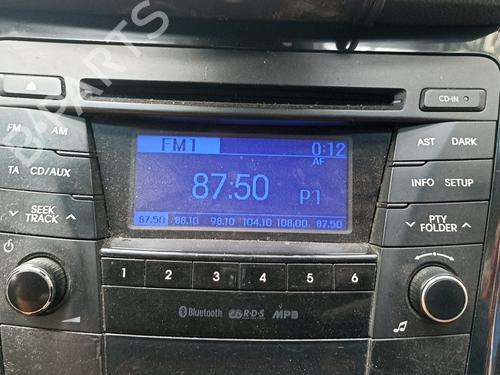 CD-IN
FM AM
FM1 0:12
AF
AST DARK
TA CD/AUX
87:50 P1
INFO SETUP
SEEK
TRACK
87.50 88.10 98.10 104.10 108.00 87.50
PTY
FOLDER
1 2 3 4 5 6
Bluetooth R·D·S
B-PARTS